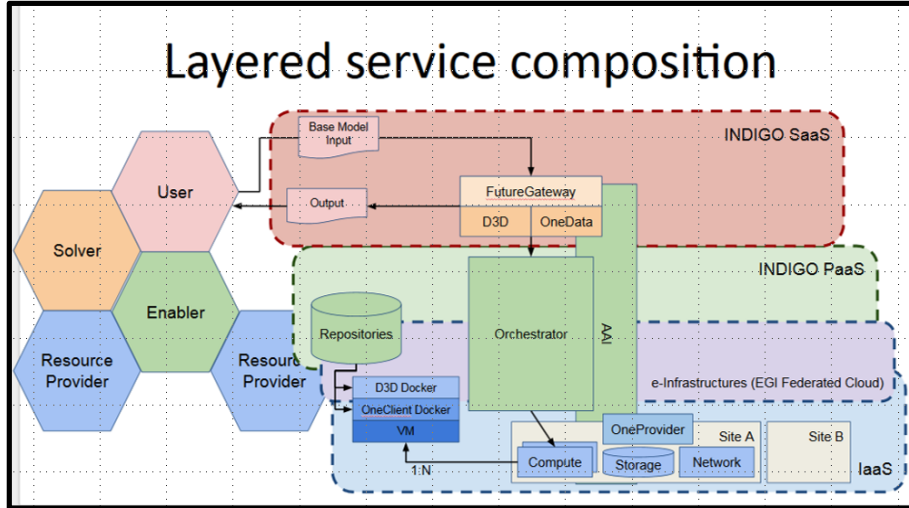 Layered service composition
Base Model
Input
INDIGO SaaS
User
FutureGateway
Output
D3D
OneData
Solver
INDIGO PaaS
Enabler
Repositories
Orchestrator
AAI
Resource
Provider
Resource
Provider
D3D Docker
e-Infrastructures (EGI Federated Cloud)
OneClient Docker
VM
OneProvider
Site A
Site B
Compute
Storage
Network
IaaS
1:N